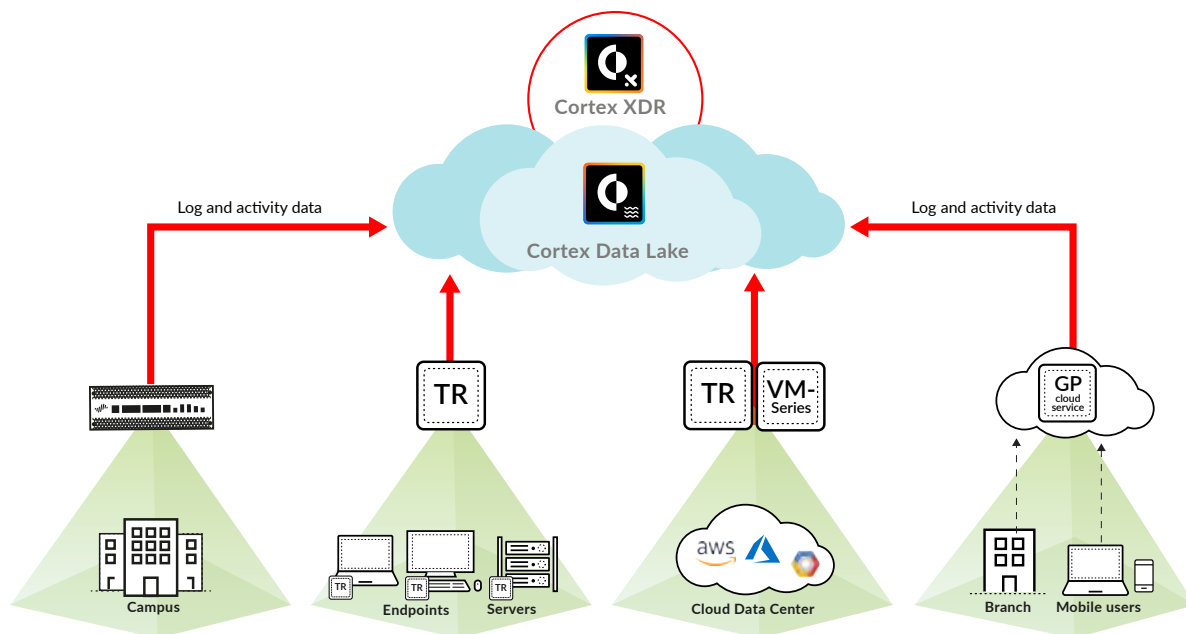 Cortex XDR
Cortex Data Lake
Log and activity data
Log and activity data
TR
TR
VM-
Series
GP
cloud
service
aws
TR
TR
TR
Campus
Endpoints
Servers
Cloud Data Center
Branch
Mobile users